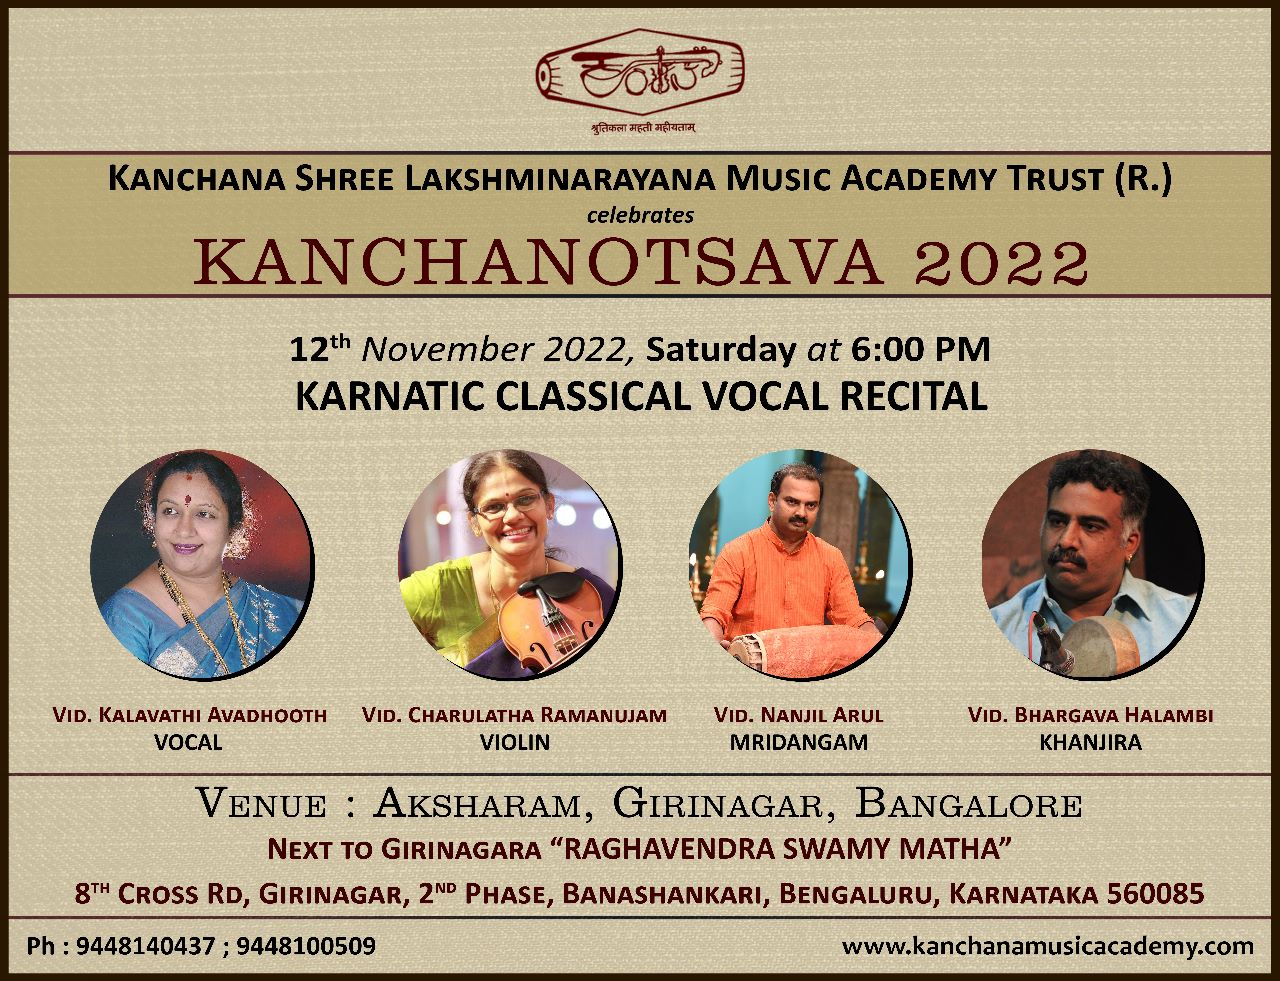 श्रुतिकला महती महीयताम्
KANCHANA SHREE LAKSHMINARAYANA MUSIC ACADEMY TRUST (R.)
celebrates
KANCHANOTSAVA 2022
12th November 2022, Saturday at 6:00 PM
KARNATIC CLASSICAL VOCAL RECITAL
VID. KALAVATHI AVADHOOTH
VOCAL
VID. CHARULATHA RAMANUJAM
VIOLIN
VID. NANJIL ARUL
MRIDANGAM
VID. BHARGAVA HALAMBI
KHANJIRA
VENUE : AKSHARAM, GIRINAGAR, BANGALORE
NEXT TO GIRINAGARA “RAGHAVENDRA SWAMY MATHA”
8TH CROSS RD, GIRINAGAR, 2ND PHASE, BANASHANKARI, BENGALURU, KARNATAKA 560085
Ph : 9448140437 ; 9448100509
www.kanchanamusicacademy.com